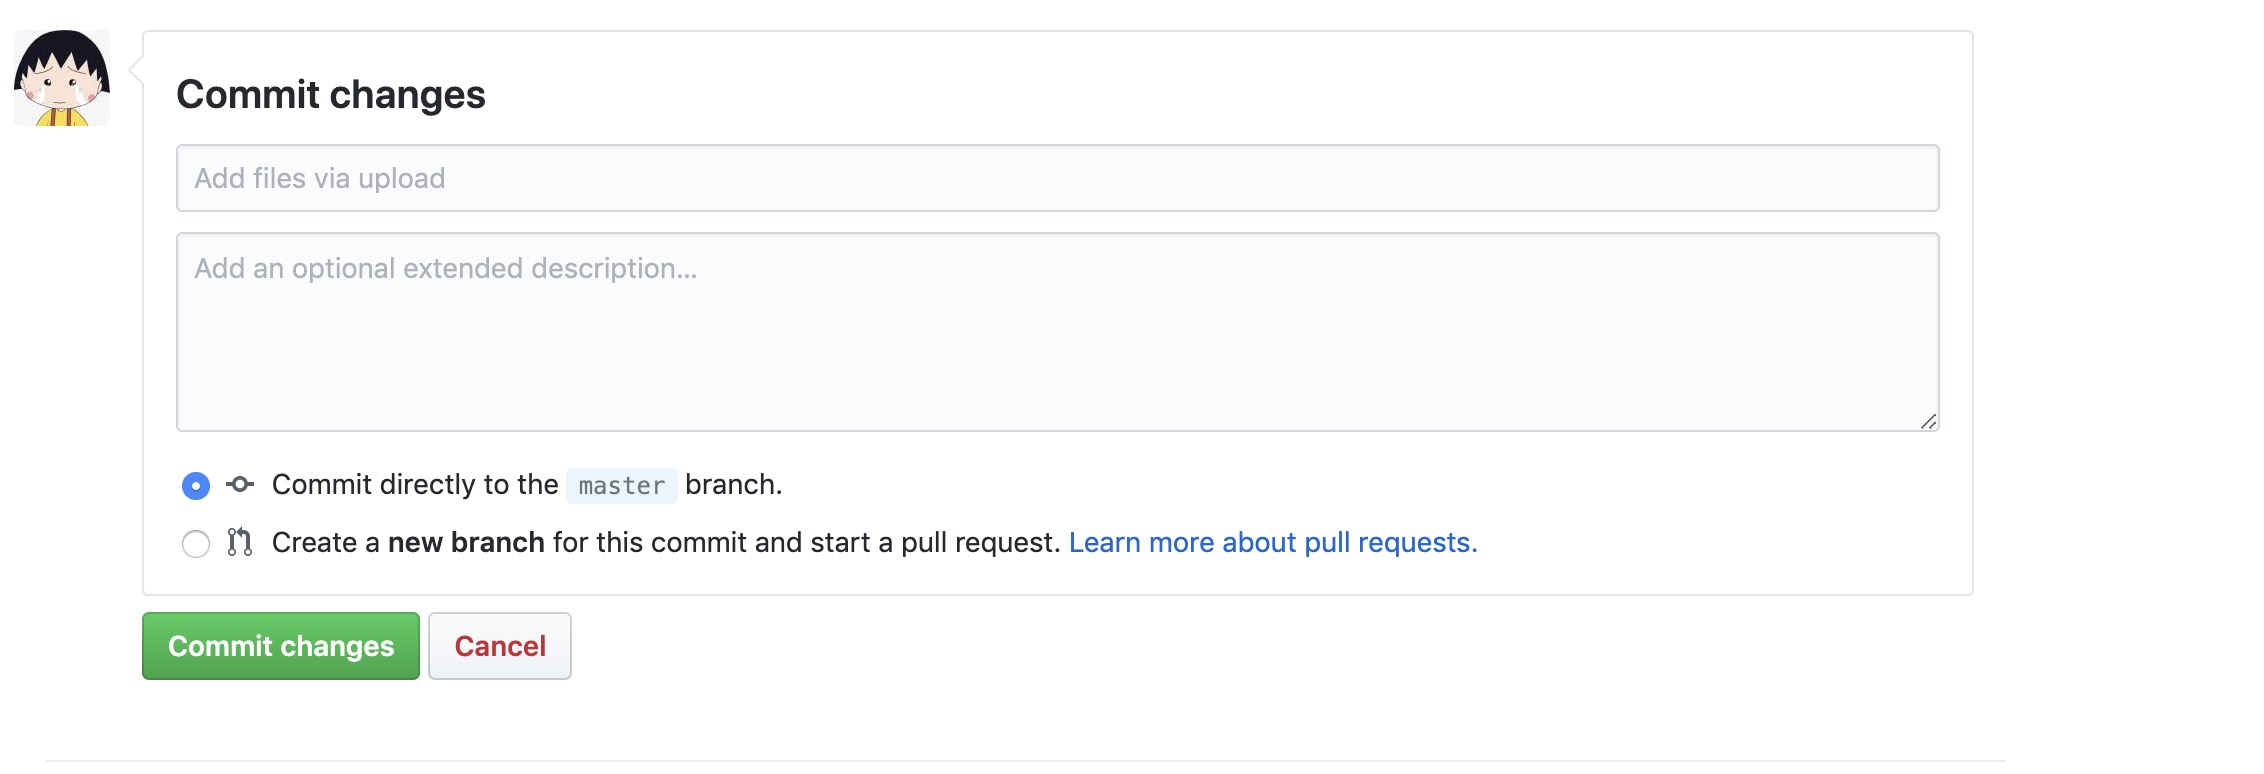 Commit changes
Add files via upload
Add an optional extended description...
Commit directly to the master branch.
Create a new branch for this commit and start a pull request. Learn more about pull requests.
Commit changes Cancel